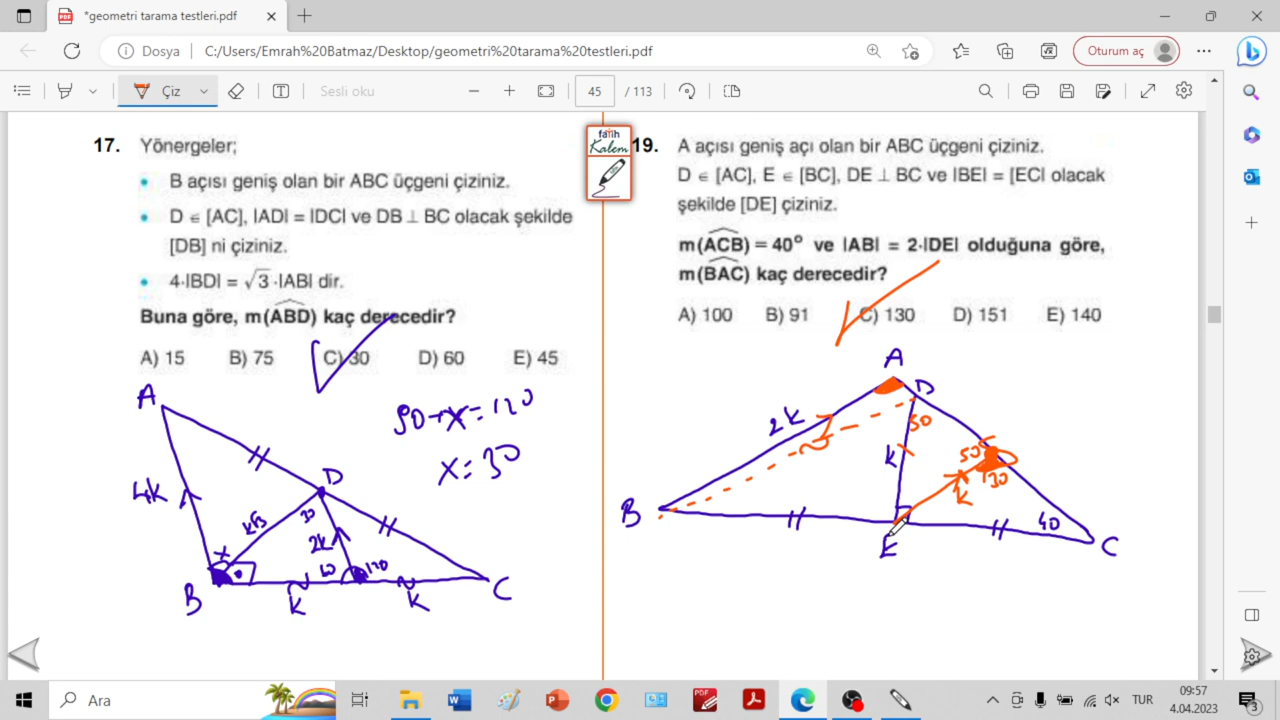 *geometri tarama testleri.pdf
Dosya
C:/Users/Emrah%20Batmaz/Desktop/geometri%20tarama%20testleri.pdf
Oturum aç
Çiz
Sesli oku
45 / 113
17. Yönergeler;
• B açısı geniş olan bir ABC üçgeni çiziniz.
• D ∈ [AC], |AD| = |DC| ve DB ⊥ BC olacak şekilde
[DB] ni çiziniz.
• 4·|BD| = √3·|AB| dir.
Buna göre, m(ABD) kaç derecedir?
A) 15 B) 75 C) 30 D) 60 E) 45
90+x=120
x=30
A
D
4k
k√3
30
2k
x
60
120
B
k
k
C
fatih
Kalem
19. A açısı geniş açı olan bir ABC üçgeni çiziniz.
D ∈ [AC], E ∈ [BC], DE ⊥ BC ve |BE| = [EC| olacak
şekilde [DE] çiziniz.
m(ACB) = 40° ve |AB| = 2·|DE| olduğuna göre,
m(BAC) kaç derecedir?
A) 100 B) 91 C) 130 D) 151 E) 140
A
D
2k
50
k
50
130
k
B
40
E
C
Ara
TUR
09:57
4.04.2023
3